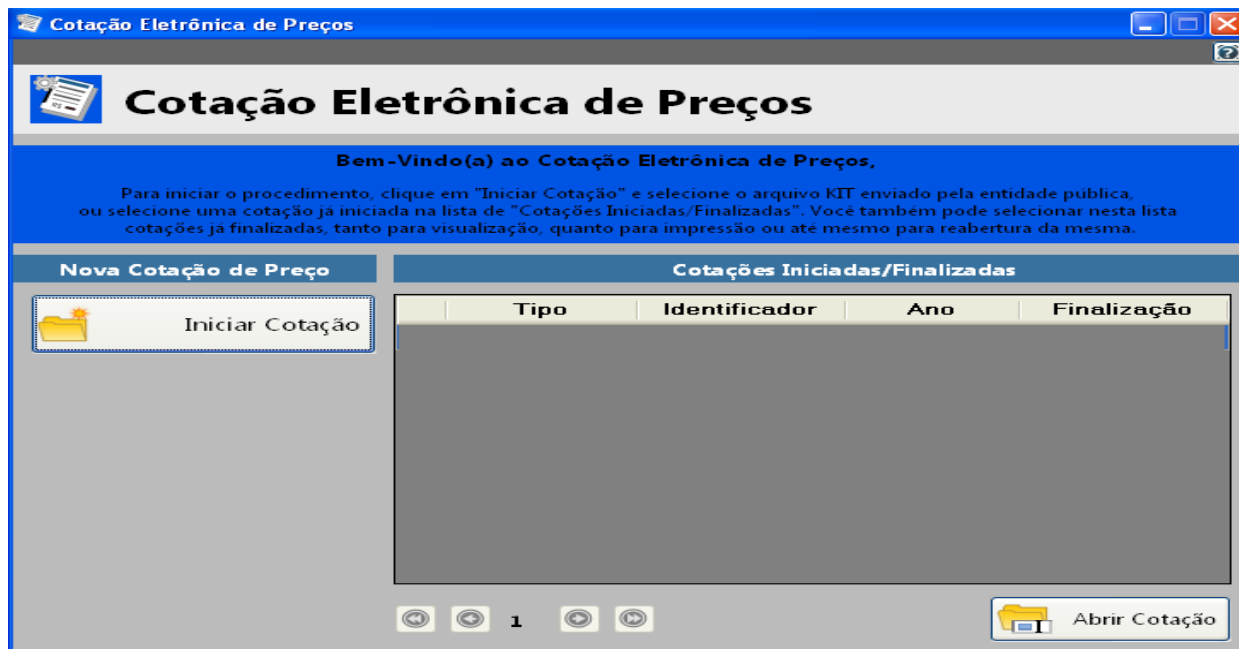 Cotação Eletrônica de Preços
Cotação Eletrônica de Preços
Bem-Vindo(a) ao Cotação Eletrônica de Preços,
Para iniciar o procedimento, clique em "Iniciar Cotação" e selecione o arquivo KIT enviado pela entidade pública,
ou selecione uma cotação já iniciada na lista de "Cotações Iniciadas/Finalizadas". Você também pode selecionar nesta lista
cotações já finalizadas, tanto para visualização, quanto para impressão ou até mesmo para reabertura da mesma.
Nova Cotação de Preço
Cotações Iniciadas/Finalizadas
Iniciar Cotação
Tipo Identificador Ano Finalização
1
Abrir Cotação